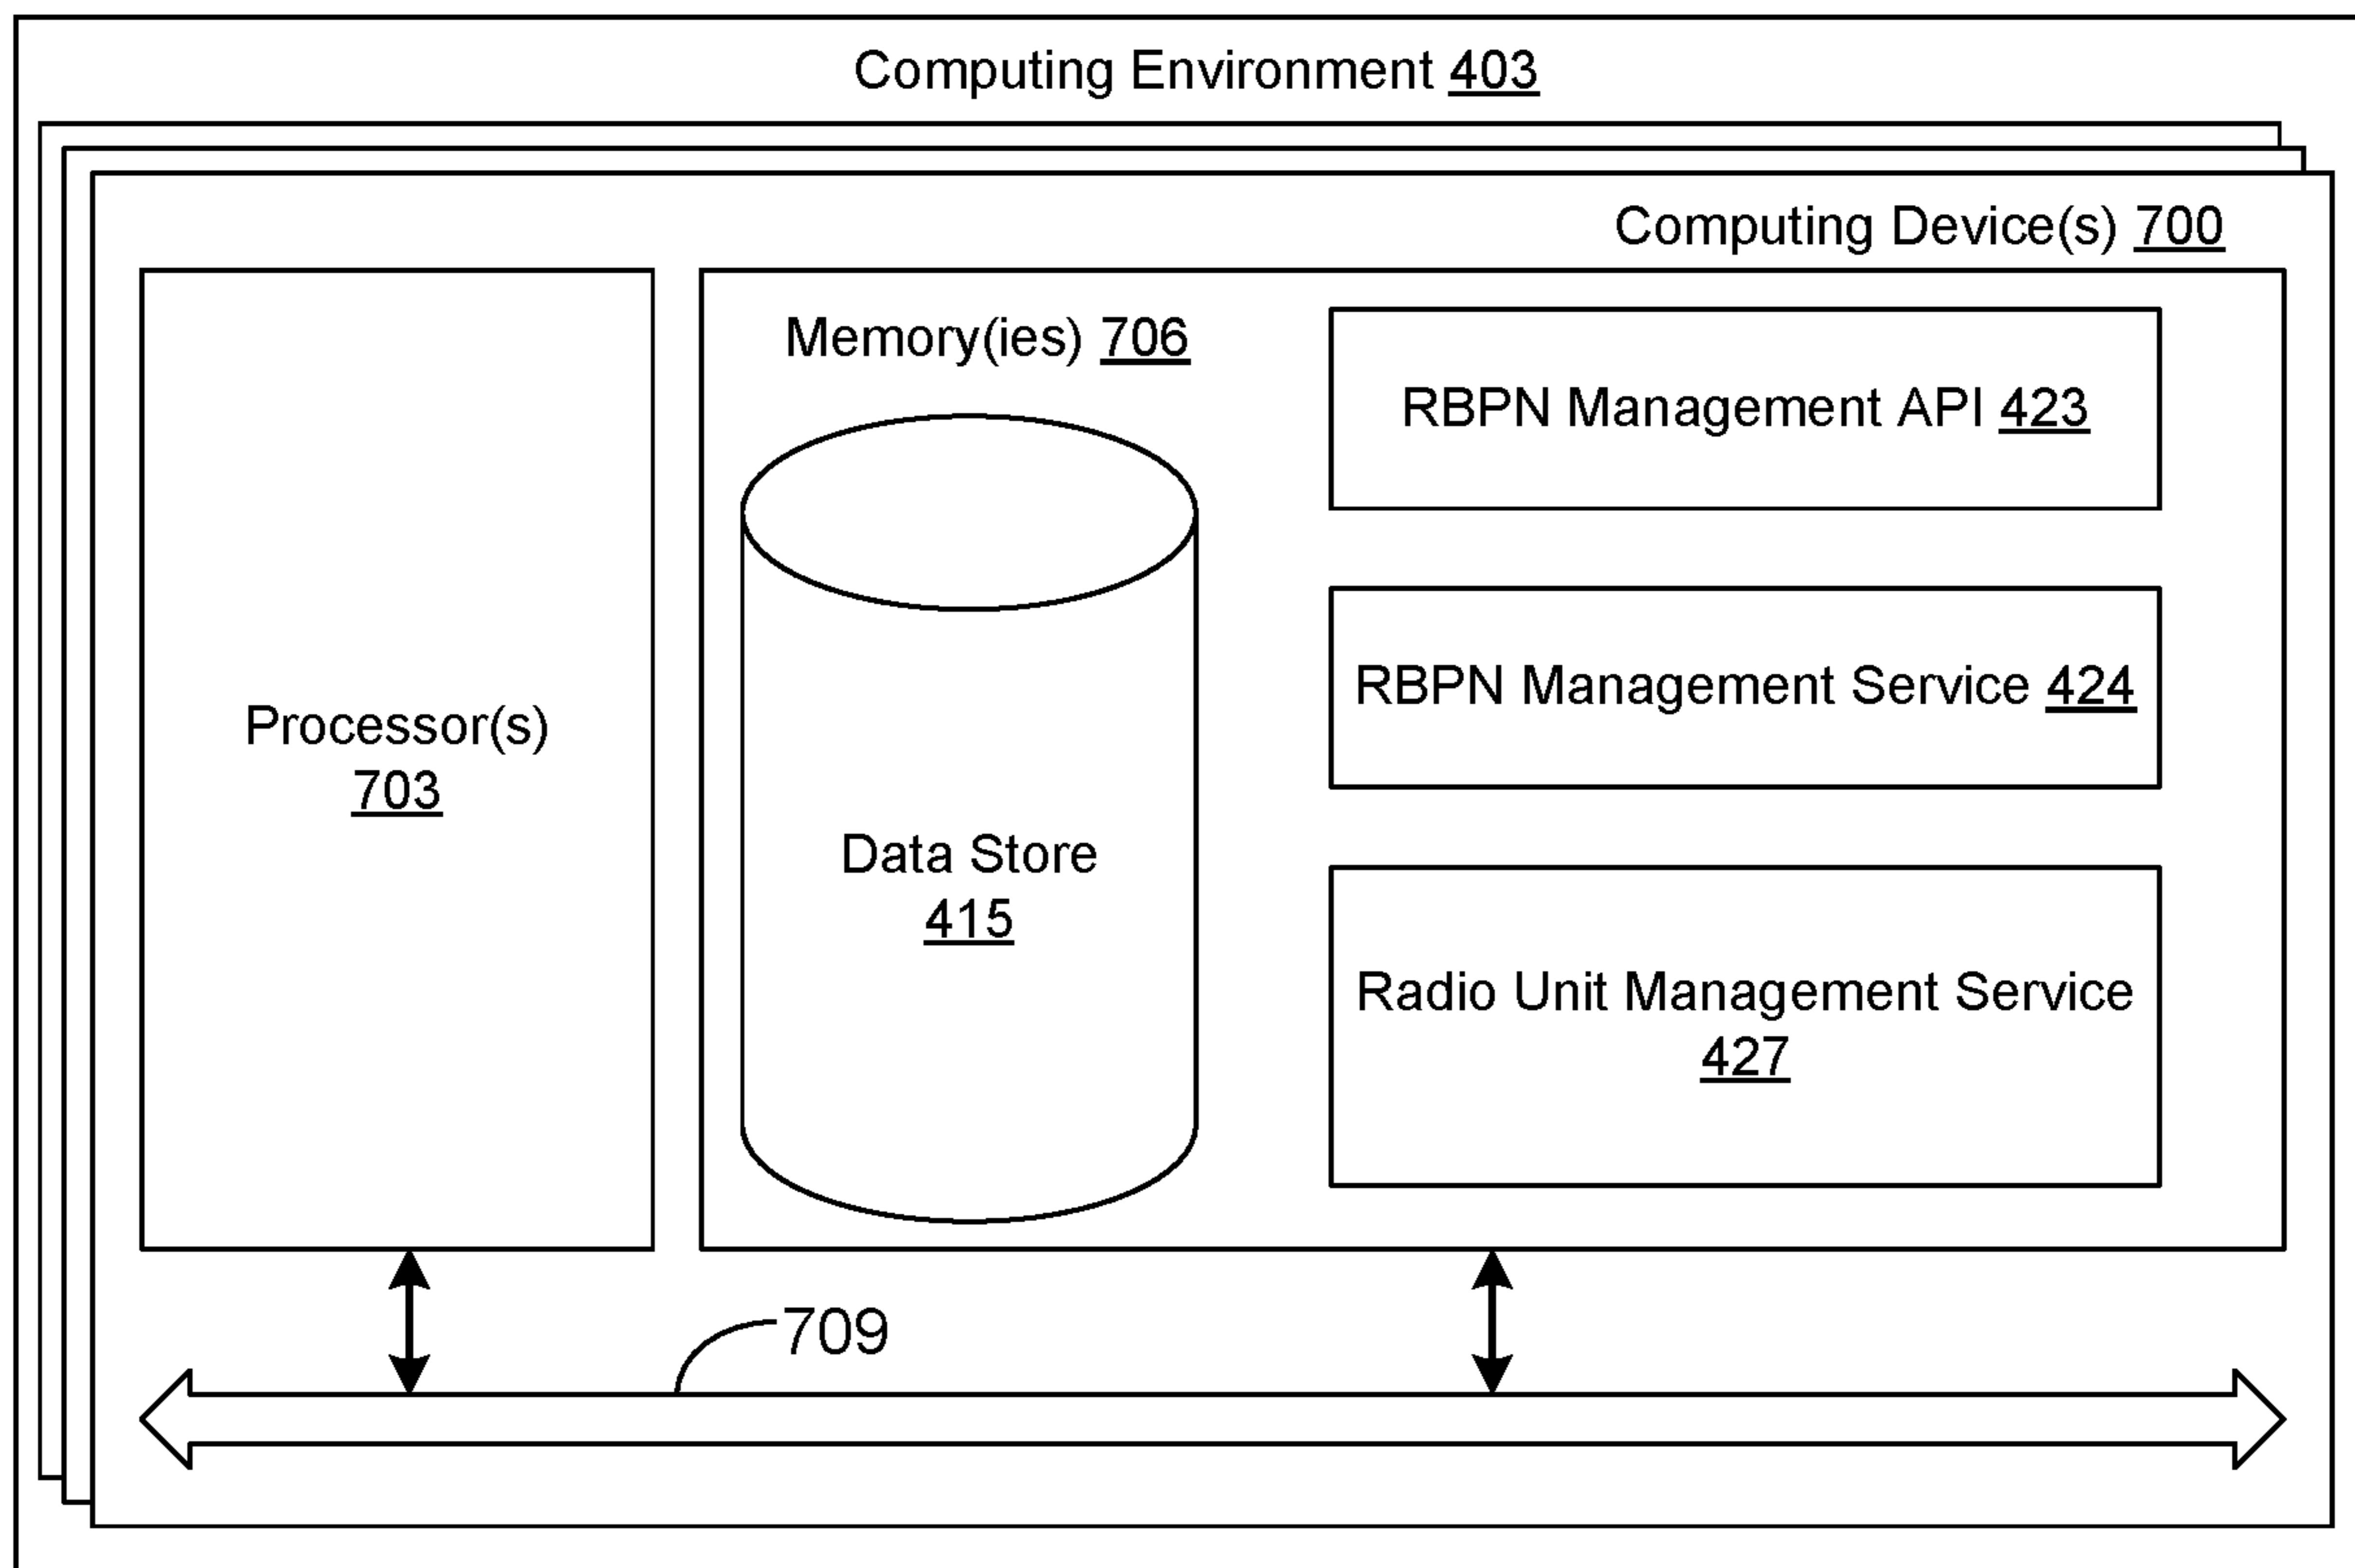 Computing Environment 403
Computing Device(s) 700
Memory(ies) 706
RBPN Management API 423
RBPN Management Service 424
Processor(s)
703
Data Store
415
Radio Unit Management Service
427
709